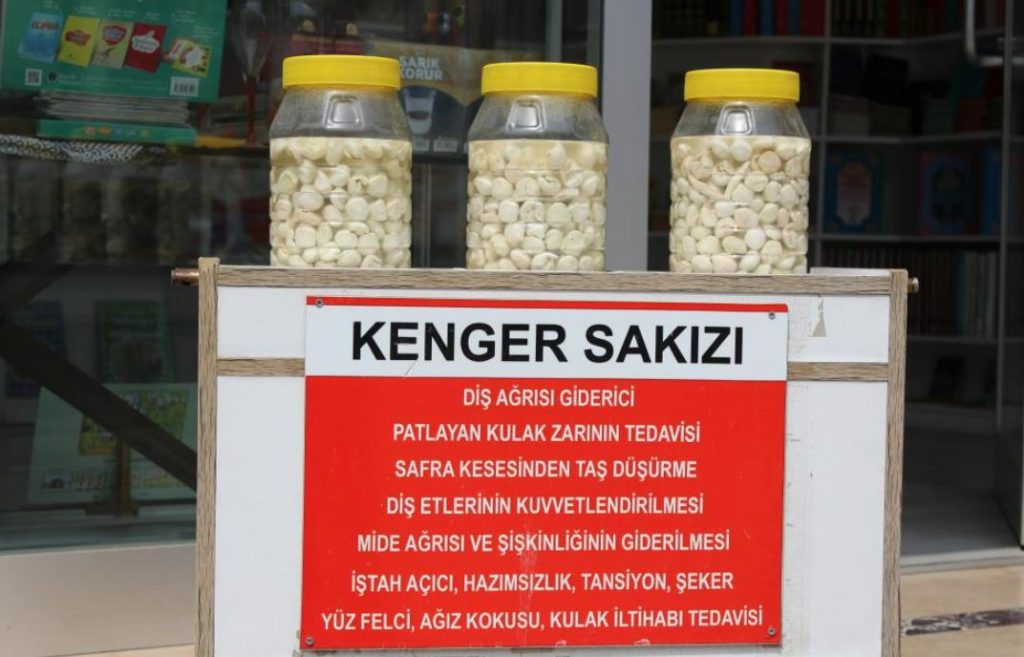 SARIK
KORUR
KENGER SAKIZI
DİŞ AĞRISI GİDERİCİ
PATLAYAN KULAK ZARININ TEDAVİSİ
SAFRA KESESİNDEN TAŞ DÜŞÜRME
DİŞ ETLERİNİN KUVVETLENDİRİLMESİ
MİDE AĞRISI VE ŞİŞKİNLİĞİNİN GİDERİLMESİ
İŞTAH AÇICI, HAZIMSIZLIK, TANSİYON, ŞEKER
YÜZ FELCİ, AĞIZ KOKUSU, KULAK İLTİHABI TEDAVİSİ